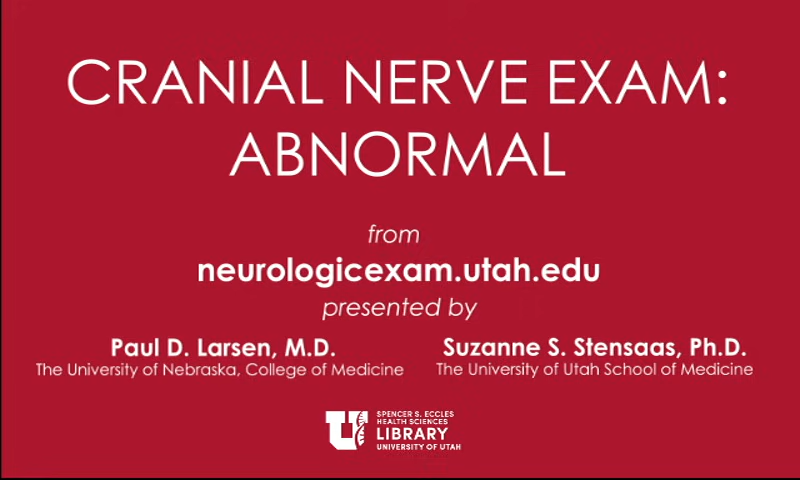 CRANIAL NERVE EXAM:
ABNORMAL
from
neurologicexam.utah.edu
presented by
Paul D. Larsen, M.D.
The University of Nebraska, College of Medicine
Suzanne S. Stensaas, Ph.D.
The University of Utah School of Medicine
U
SPENCER S. ECCLES
HEALTH SCIENCES
LIBRARY
UNIVERSITY OF UTAH